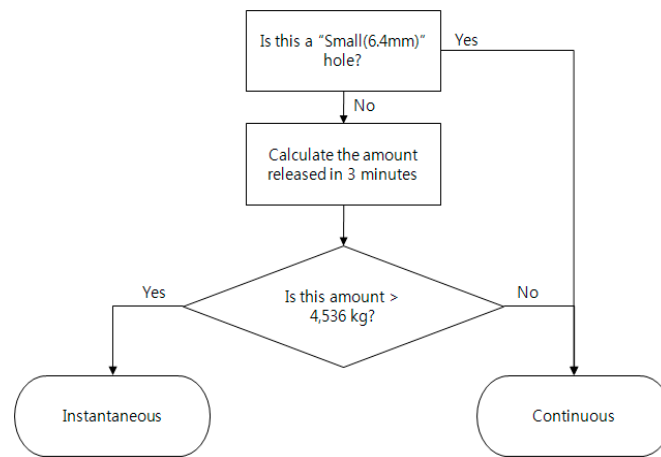 Is this a "Small(6.4mm)"
hole?
Yes
No
Calculate the amount
released in 3 minutes
Yes
Is this amount >
4,536 kg?
No
Instantaneous
Continuous